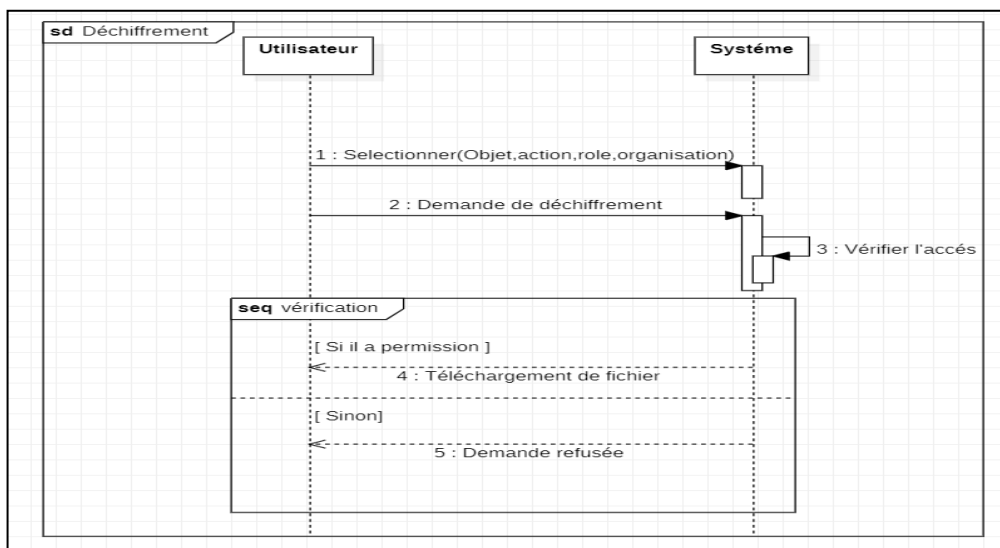 sd Déchiffrement
Utilisateur
Systéme
1 : Selectionner(Objet,action,role,organisation)
2 : Demande de déchiffrement
3 : Vérifier l'accés
seq vérification
[ Si il a permission ]
4 : Téléchargement de fichier
[ Sinon]
5 : Demande refusée